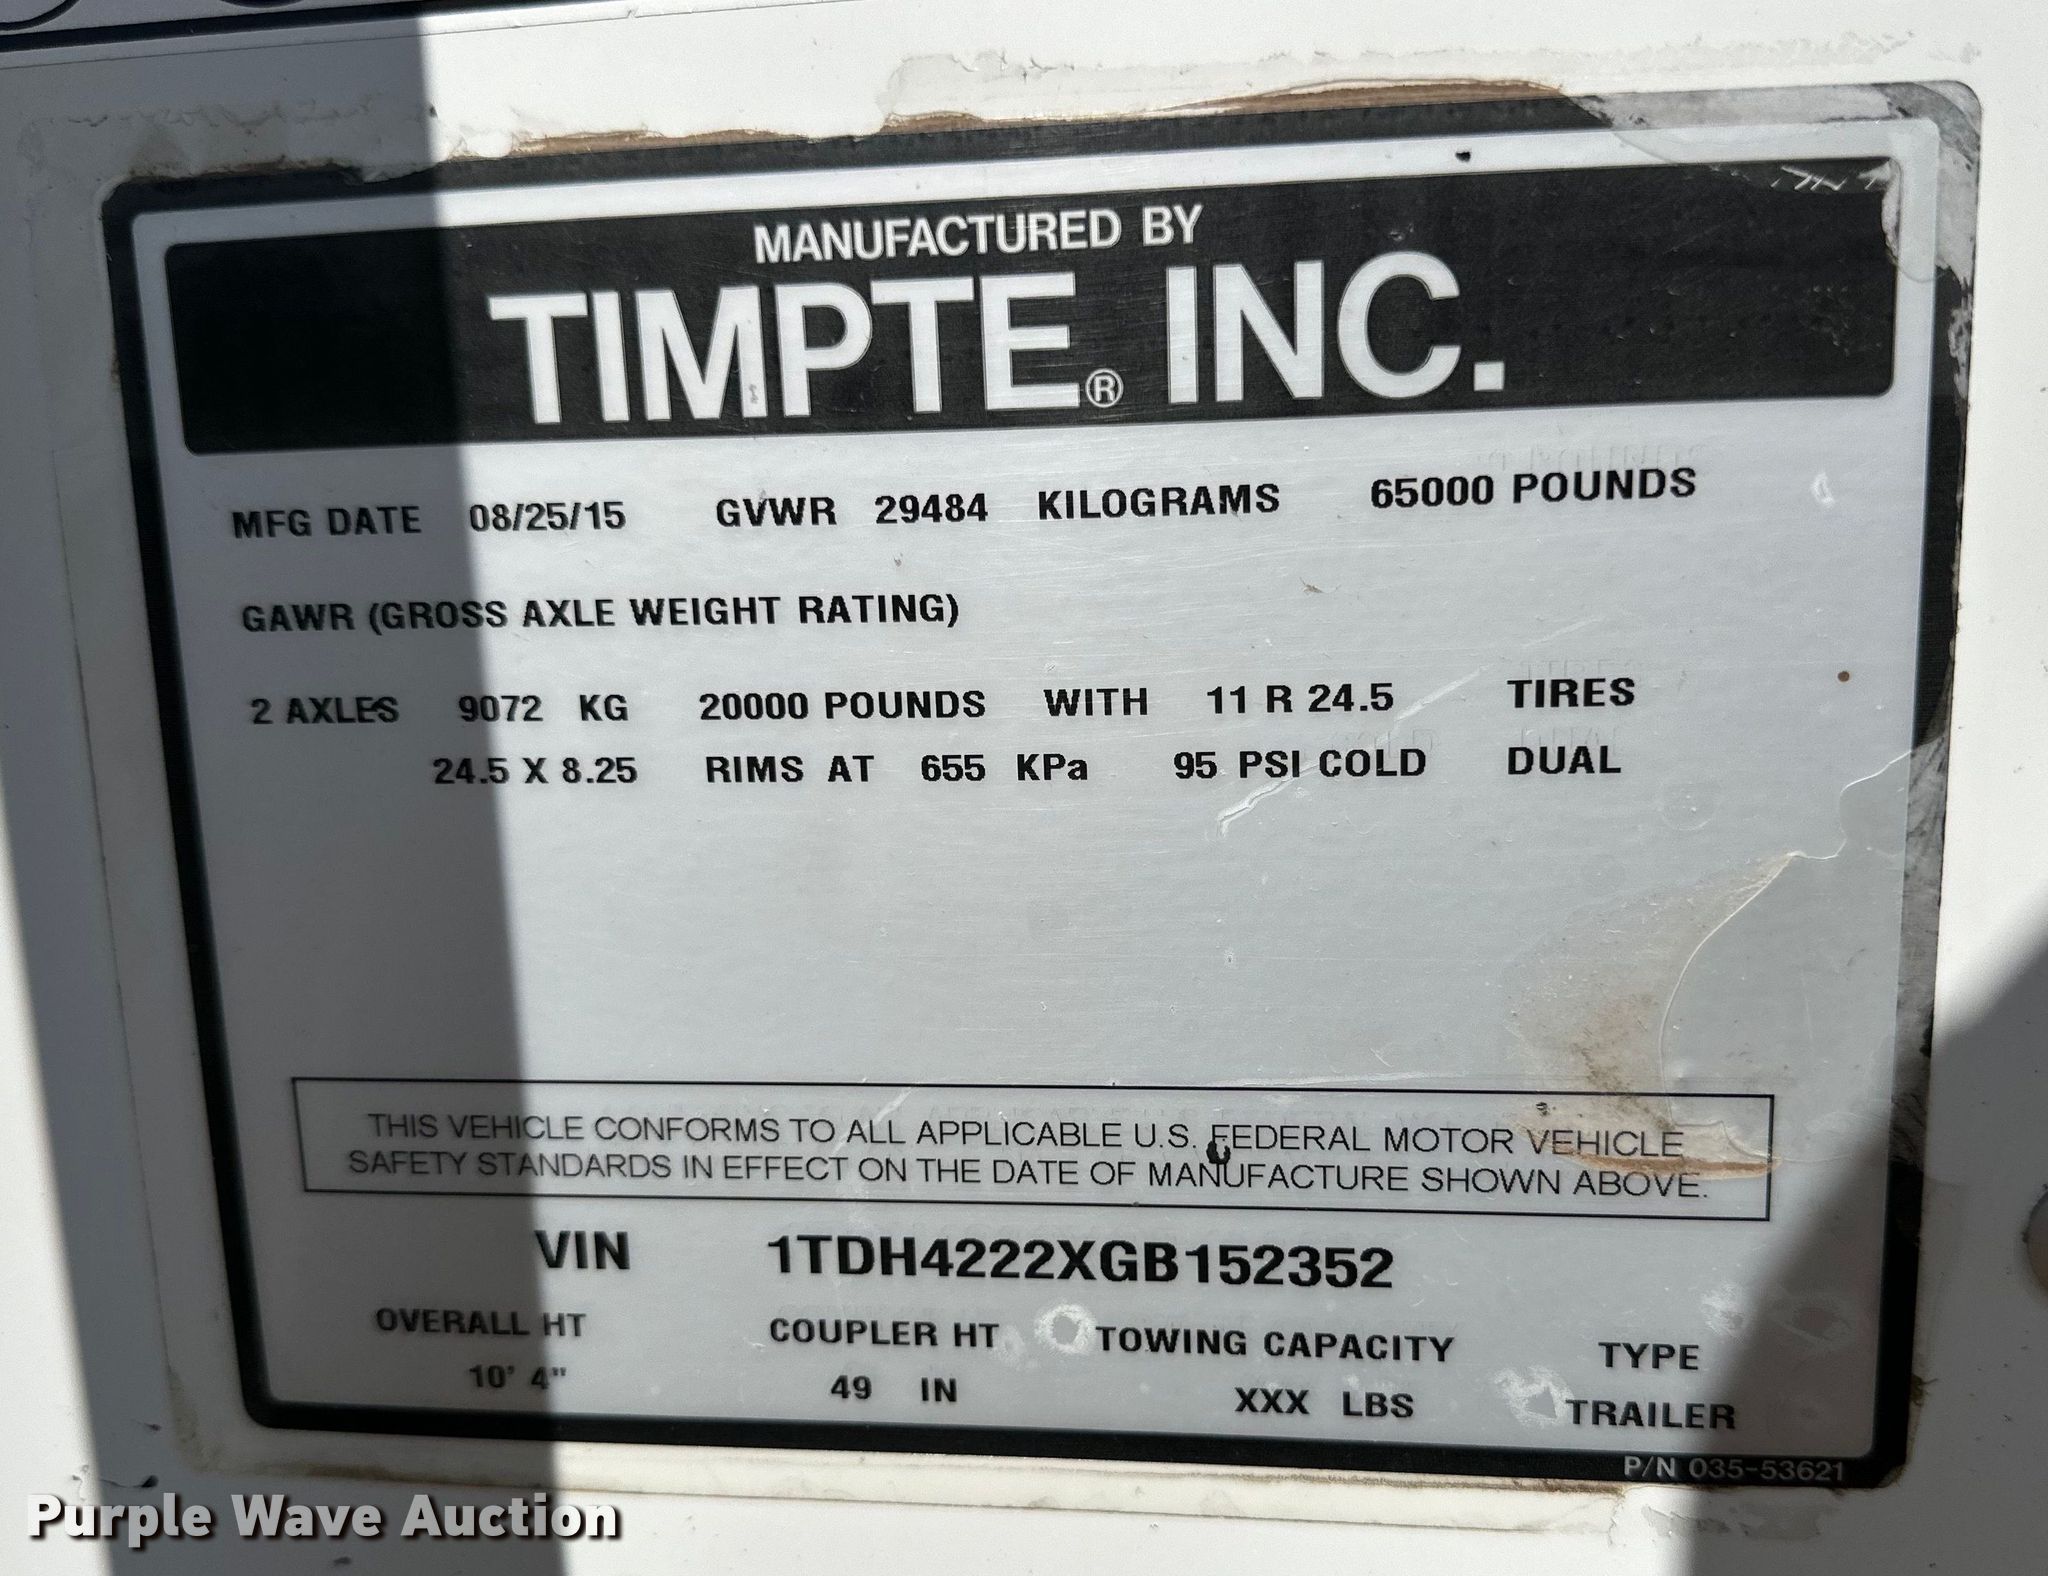 MANUFACTURED BY
TIMPTE® INC.
MFG DATE 08/25/15 GVWR 29484 KILOGRAMS 65000 POUNDS
GAWR (GROSS AXLE WEIGHT RATING)
2 AXLES 9072 KG 20000 POUNDS WITH 11 R 24.5 TIRES
24.5 X 8.25 RIMS AT 655 KPa 95 PSI COLD DUAL
THIS VEHICLE CONFORMS TO ALL APPLICABLE U.S. FEDERAL MOTOR VEHICLE
SAFETY STANDARDS IN EFFECT ON THE DATE OF MANUFACTURE SHOWN ABOVE.
VIN 1TDH4222XGB152352
OVERALL HT COUPLER HT TOWING CAPACITY TYPE
10' 4" 49 IN XXX LBS TRAILER
P/N 035-53621
Purple Wave Auction